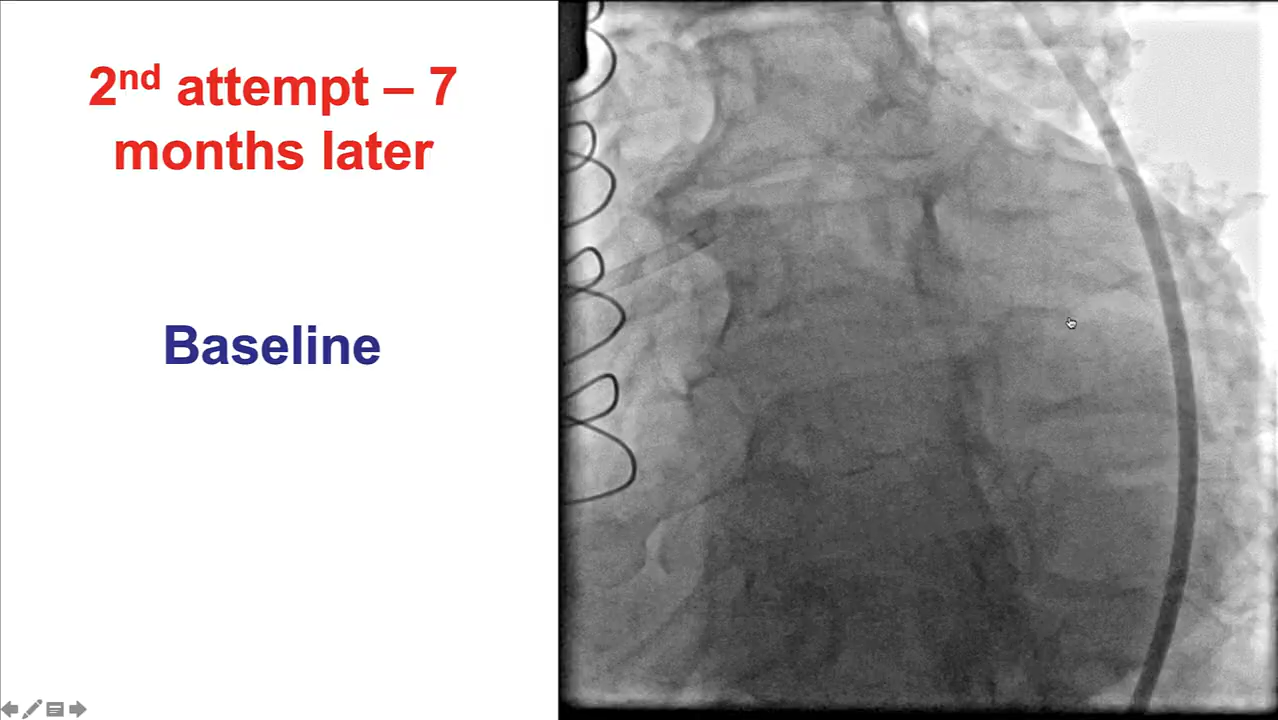 2nd attempt – 7
months later
Baseline